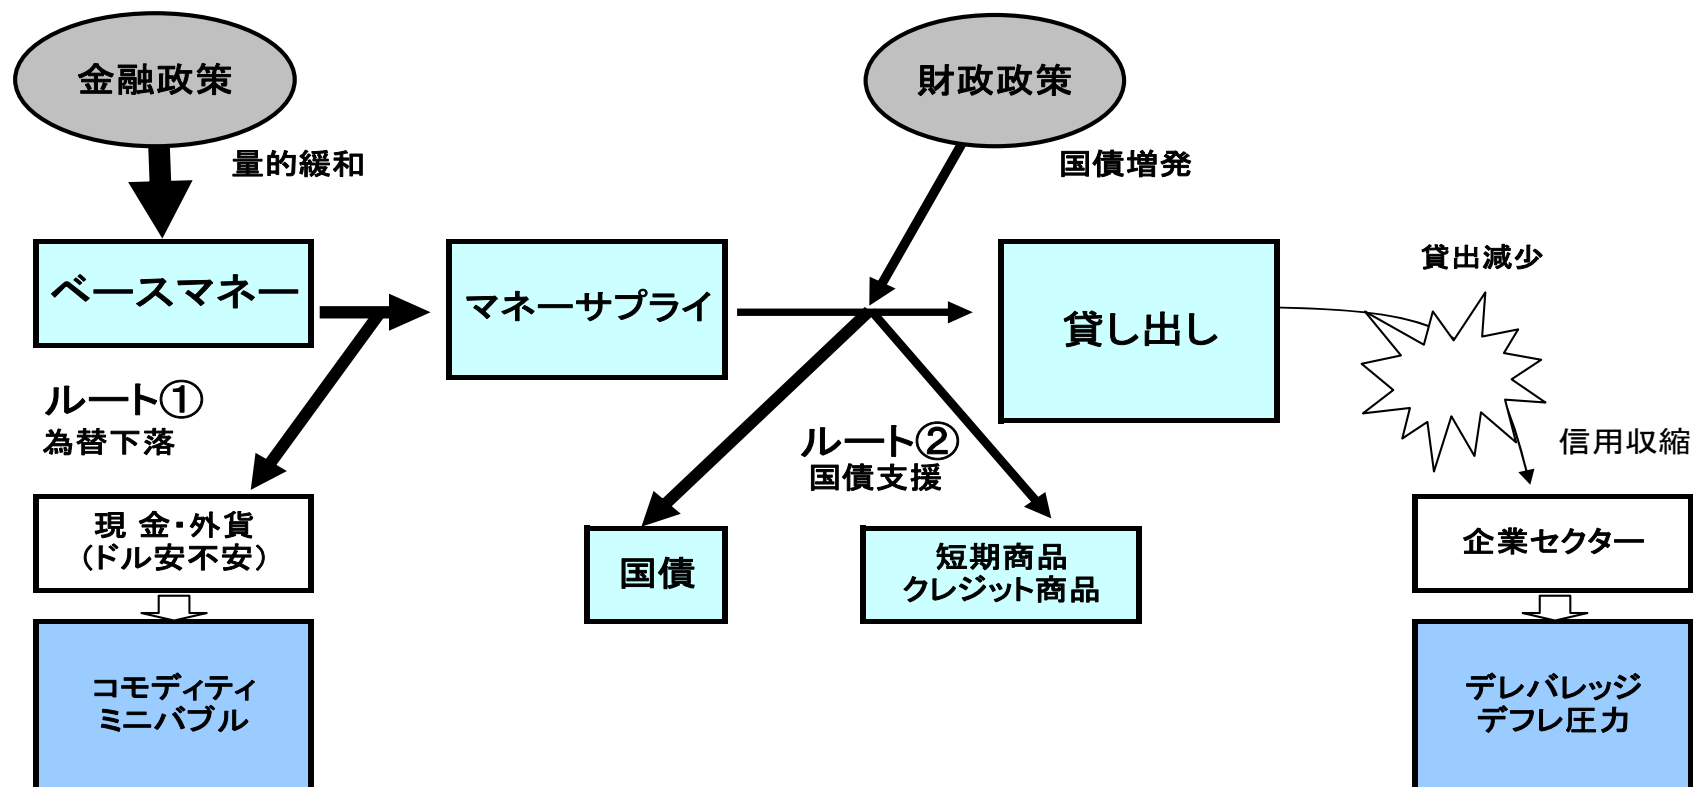 金融政策
財政政策
量的緩和
国債増発
ベースマネー
マネーサプライ
貸し出し
貸出減少
ルート①
為替下落
ルート②
国債支援
信用収縮
現 金・外貨
（ドル安不安）
国債
短期商品
クレジット商品
企業セクター
コモディティ
ミニバブル
デレバレッジ
デフレ圧力